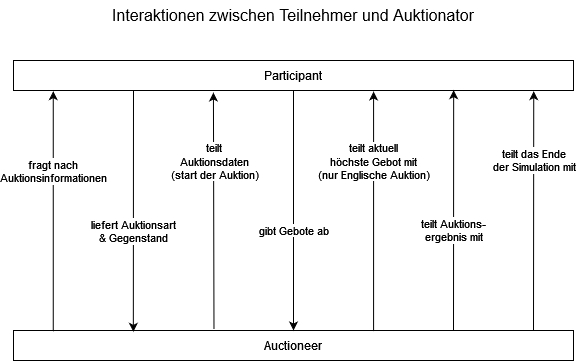 Interaktionen zwischen Teilnehmer und Auktionator
Participant
fragt nach
Auktionsinformationen
liefert Auktionsart
& Gegenstand
teilt
Auktionsdaten
(start der Auktion)
gibt Gebote ab
teilt aktuell
höchste Gebot mit
(nur Englische Auktion)
teilt Auktions-
ergebnis mit
teilt das Ende
der Simulation mit
Auctioneer